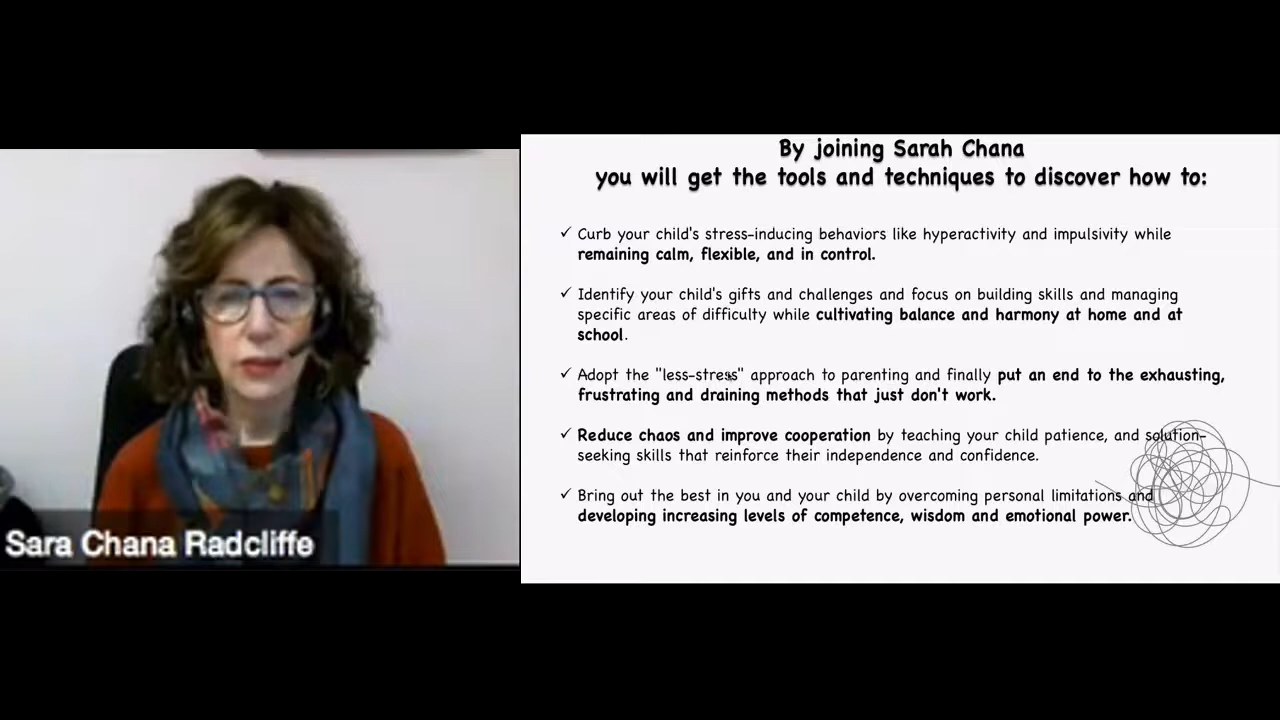 Sara Chana Radcliffe
By joining Sarah Chana
you will get the tools and techniques to discover how to:
✓ Curb your child's stress-inducing behaviors like hyperactivity and impulsivity while
remaining calm, flexible, and in control.
✓ Identify your child's gifts and challenges and focus on building skills and managing
specific areas of difficulty while cultivating balance and harmony at home and at
school.
✓ Adopt the "less-stress" approach to parenting and finally put an end to the exhausting,
frustrating and draining methods that just don't work.
✓ Reduce chaos and improve cooperation by teaching your child patience, and solution-
seeking skills that reinforce their independence and confidence.
✓ Bring out the best in you and your child by overcoming personal limitations and
developing increasing levels of competence, wisdom and emotional power.